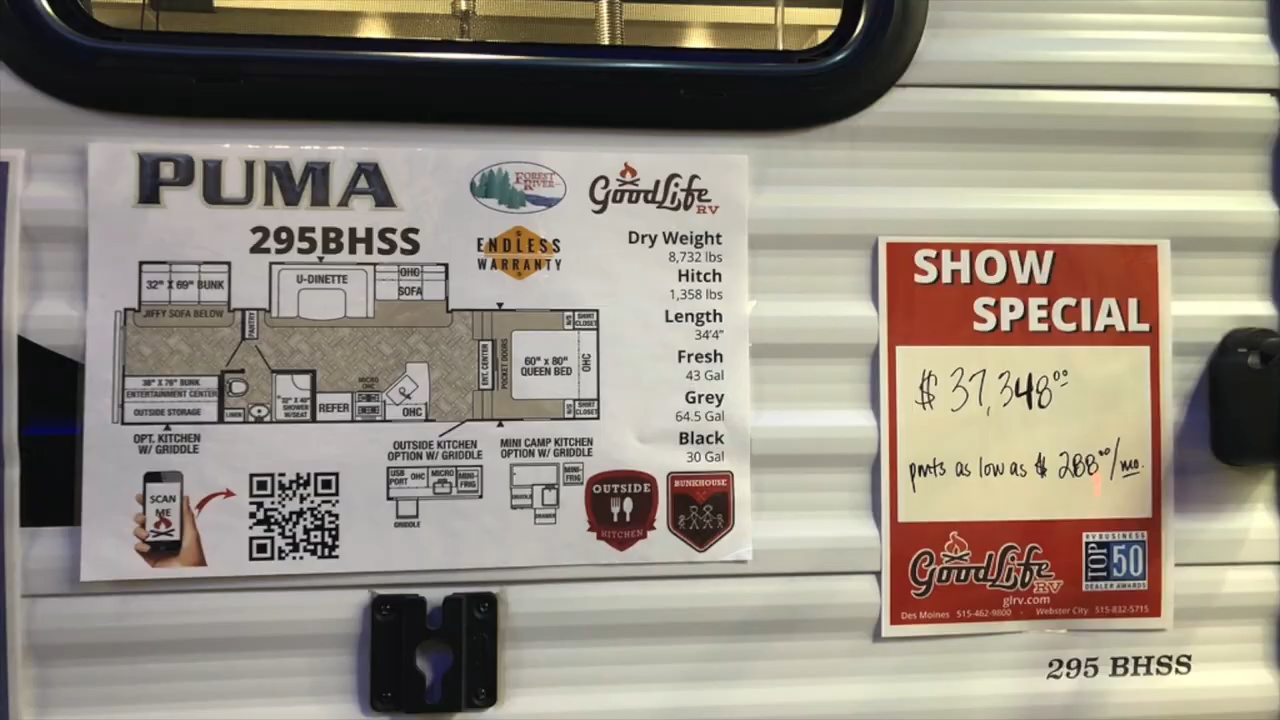 PUMA
295BHSS
FOREST RIVER
GOODLIFE RV
ENDLESS WARRANTY
Dry Weight
8,732 lbs
Hitch
1,358 lbs
Length
34'4"
Fresh
43 Gal
Grey
64.5 Gal
Black
30 Gal
32" X 69" BUNK
JIFFY SOFA BELOW
PANTRY
U-DINETTE
OHC
SOFA
38" X 76" BUNK
ENTERTAINMENT CENTER
OUTSIDE STORAGE
LINEN
32" X 40"
SHOWER
W/SEAT
REFER
MICRO
OHC
OHC
ENT. CENTER
POCKET DOORS
60" X 80"
QUEEN BED
OHC
N/S
SHIRT
CLOSET
N/S
SHIRT
CLOSET
OPT. KITCHEN
W/ GRIDDLE
OUTSIDE KITCHEN
OPTION W/ GRIDDLE
MINI CAMP KITCHEN
OPTION W/ GRIDDLE
USB
PORT
OHC
MICRO
MINI-
FRIG
GRIDDLE
MINI-
FRIG
GRIDDLE
DRAWER
SCAN
ME
OUTSIDE
KITCHEN
BUNKHOUSE
SHOW
SPECIAL
$ 37,348.00
pmts as low as $ 288.00/mo.
GOODLIFE RV
glrv.com
RV BUSINESS
TOP 50
DEALER AWARDS
Des Moines 515-462-9800 - Webster City 515-832-5715
295 BHSS